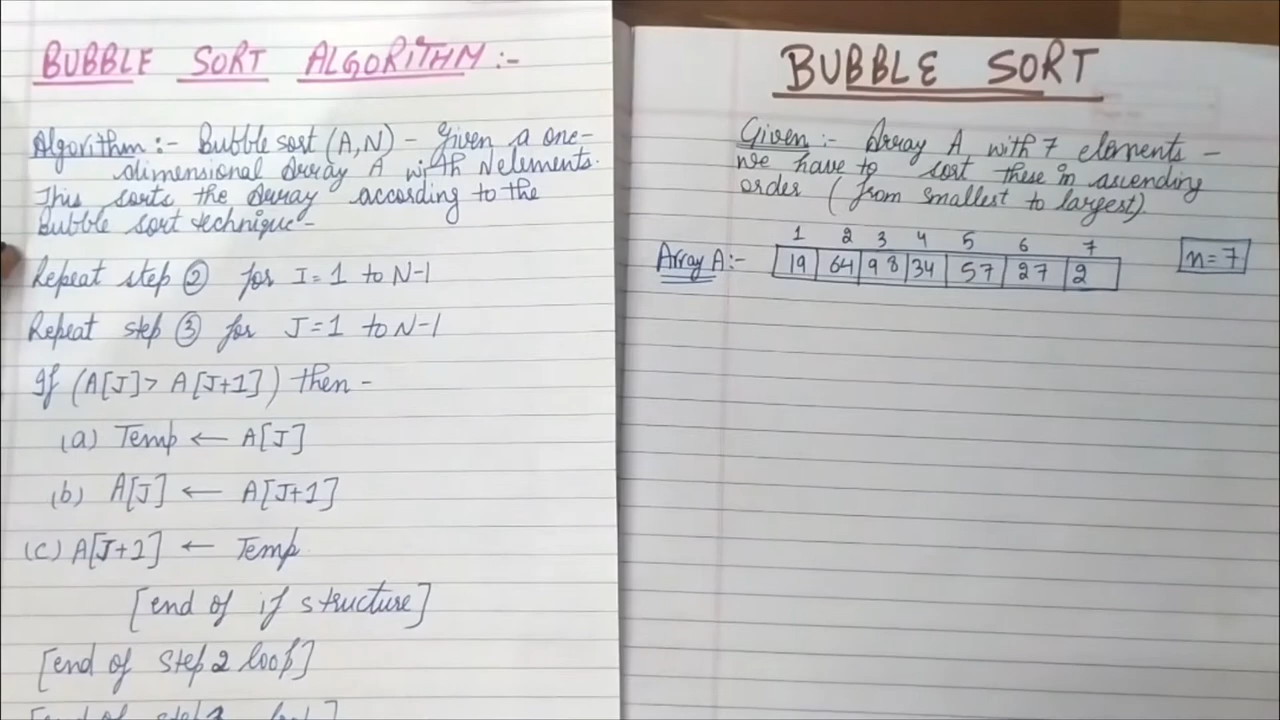 BUBBLE SORT ALGORITHM :-
Algorithm :- Bubble sort (A,N) - Given a one-
dimensional Array A with N elements.
This sorts the Array according to the
Bubble sort technique -
Repeat step ② for I = 1 to N-1
Repeat step ③ for J = 1 to N-1
If (A[J] > A[J+1]) then -
(a) Temp ← A[J]
(b) A[J] ← A[J+1]
(c) A[J+1] ← Temp
[end of if structure]
[end of step 2 loop]
[end of step loop]
BUBBLE SORT
Given :- Array A with 7 elements -
we have to sort these in ascending
order (from smallest to largest).
1 2 3 4 5 6 7
Array A :- 19 64 98 34 57 27 2
n = 7